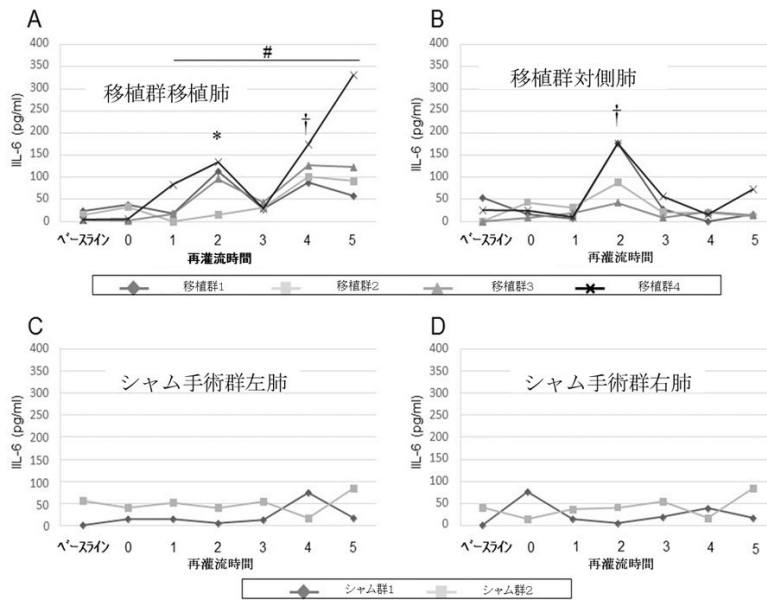 A
400
350
300
250
200
150
100
50
0
IIL-6 (pg/ml)
#
移植群移植肺
*
†
ベースライン 0 1 2 3 4 5
再灌流時間
B
400
350
300
250
200
150
100
50
0
IIL-6 (pg/ml)
移植群対側肺
†
ベースライン 0 1 2 3 4 5
再灌流時間
移植群1 移植群2 移植群3 移植群4
C
400
350
300
250
200
150
100
50
0
IIL-6 (pg/ml)
シャム手術群左肺
ベースライン 0 1 2 3 4 5
再灌流時間
D
400
350
300
250
200
150
100
50
0
IIL-6 (pg/ml)
シャム手術群右肺
ベースライン 0 1 2 3 4 5
再灌流時間
シャム群1 シャム群2